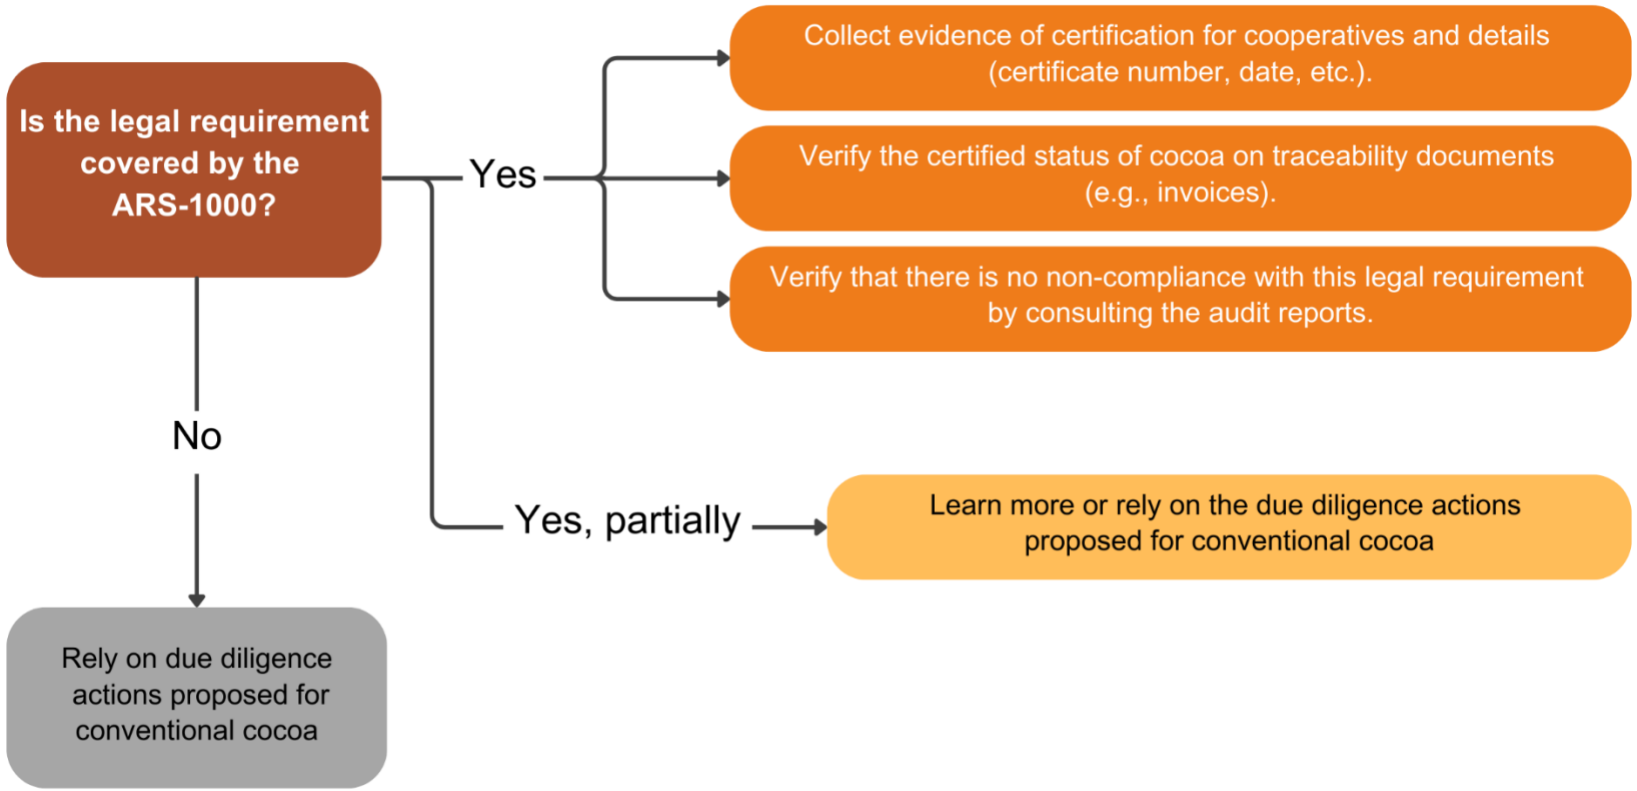 Is the legal requirement
covered by the
ARS-1000?
Yes
Collect evidence of certification for cooperatives and details
(certificate number, date, etc.).
Verify the certified status of cocoa on traceability documents
(e.g., invoices).
Verify that there is no non-compliance with this legal requirement
by consulting the audit reports.
No
Yes, partially
Learn more or rely on the due diligence actions
proposed for conventional cocoa
Rely on due diligence
actions proposed for
conventional cocoa